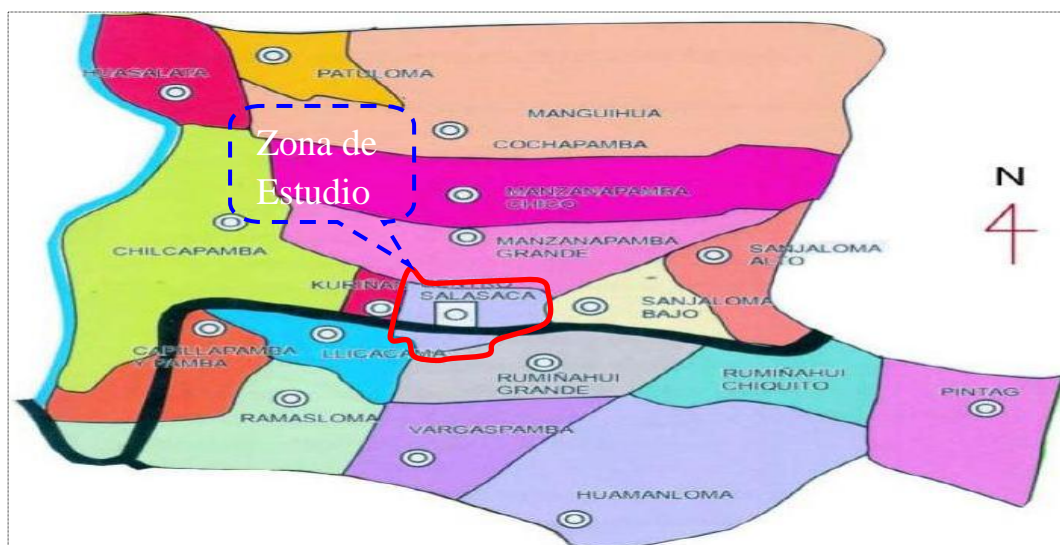 HUASALATA
PATULOMA
MANGUIHUA
COCHAPAMBA
Zona de
Estudio
MANZANAPAMBA
CHICO
N
CHILCAPAMBA
MANZANAPAMBA
GRANDE
SANJALOMA
ALTO
SALASACA
SANJALOMA
BAJO
CAPILLAPAMBA
Y PAMBA
LLICACAMA
RUMIÑAHUI
GRANDE
RUMIÑAHUI
CHIQUITO
PINTAG
RAMASLOMA
VARGASPAMBA
HUAMANLOMA